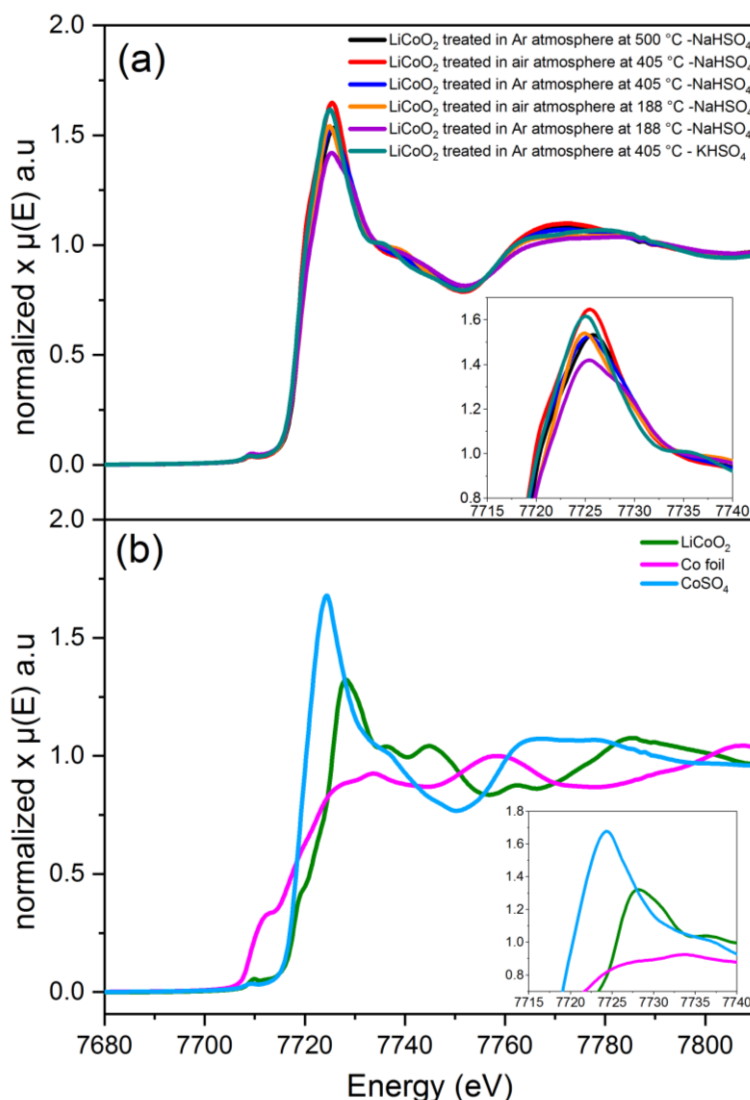 2.0
(a)
LiCoO₂ treated in Ar atmosphere at 500 °C -NaHSO₄
LiCoO₂ treated in air atmosphere at 405 °C -NaHSO₄
LiCoO₂ treated in Ar atmosphere at 405 °C -NaHSO₄
LiCoO₂ treated in air atmosphere at 188 °C -NaHSO₄
LiCoO₂ treated in Ar atmosphere at 188 °C -NaHSO₄
LiCoO₂ treated in Ar atmosphere at 405 °C - KHSO₄
1.5
1.0
0.5
0.0
normalized x μ(E) a.u
1.6
1.4
1.2
1.0
0.8
7715 7720 7725 7730 7735 7740
2.0
(b)
LiCoO₂
Co foil
CoSO₄
1.5
1.0
0.5
0.0
normalized x μ(E) a.u
1.8
1.6
1.4
1.2
1.0
0.8
7715 7720 7725 7730 7735 7740
7680 7700 7720 7740 7760 7780 7800
Energy (eV)